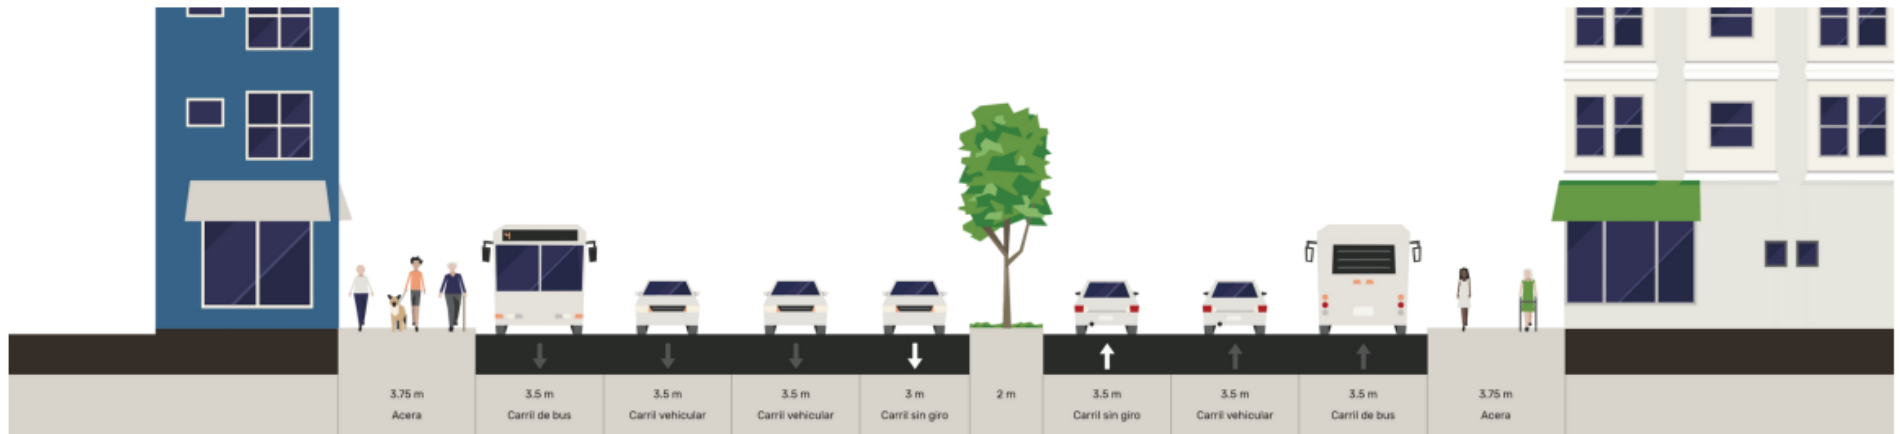 4
3.75 m
Acera
3.5 m
Carril de bus
3.5 m
Carril vehicular
3.5 m
Carril vehicular
3 m
Carril sin giro
2 m
3.5 m
Carril sin giro
3.5 m
Carril vehicular
3.5 m
Carril de bus
3.75 m
Acera